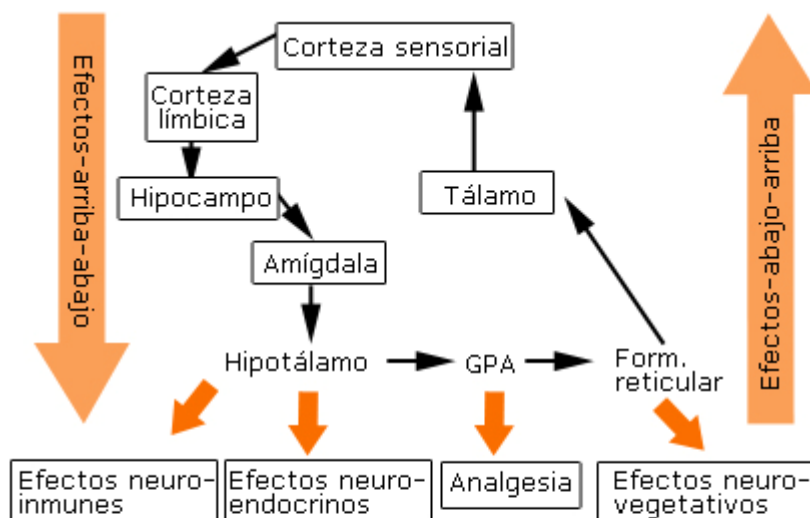 Efectos-arriba-abajo
Corteza sensorial
Corteza
límbica
Hipocampo
Tálamo
Amígdala
Hipotálamo
GPA
Form.
reticular
Efectos-abajo-arriba
Efectos neuro-
inmunes
Efectos neuro-
endocrinos
Analgesia
Efectos neuro-
vegetativos